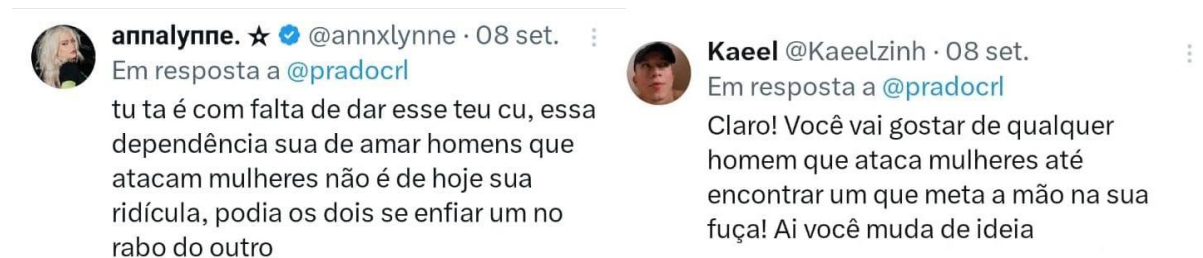 annalynne. ☆ @annxlynne · 08 set.
Em resposta a @pradocrl
tu ta é com falta de dar esse teu cu, essa
dependência sua de amar homens que
atacam mulheres não é de hoje sua
ridícula, podia os dois se enfiar um no
rabo do outro
Kaeel @Kaeelzinh · 08 set.
Em resposta a @pradocrl
Claro! Você vai gostar de qualquer
homem que ataca mulheres até
encontrar um que meta a mão na sua
fuça! Ai você muda de ideia